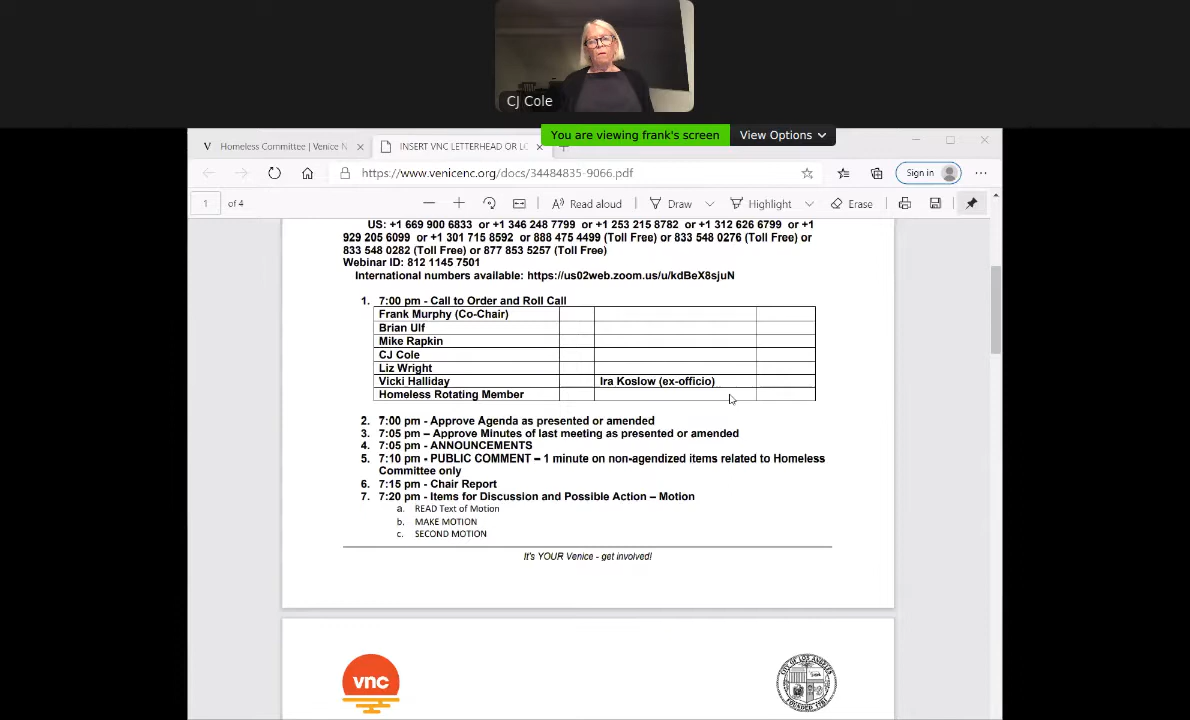 CJ Cole
You are viewing frank's screen
View Options
V Homeless Committee | Venice N
INSERT VNC LETTERHEAD OR LC
https://www.venicenc.org/docs/34484835-9066.pdf
Sign in
1 of 4
Read aloud
Draw
Highlight
Erase
US: +1 669 900 6833 or +1 346 248 7799 or +1 253 215 8782 or +1 312 626 6799 or +1
929 205 6099 or +1 301 715 8592 or 888 475 4499 (Toll Free) or 833 548 0276 (Toll Free) or
833 548 0282 (Toll Free) or 877 853 5257 (Toll Free)
Webinar ID: 812 1145 7501
International numbers available: https://us02web.zoom.us/u/kdBeX8sjuN
1. 7:00 pm - Call to Order and Roll Call
Frank Murphy (Co-Chair)
Brian Ulf
Mike Rapkin
CJ Cole
Liz Wright
Vicki Halliday Ira Koslow (ex-officio)
Homeless Rotating Member
2. 7:00 pm - Approve Agenda as presented or amended
3. 7:05 pm – Approve Minutes of last meeting as presented or amended
4. 7:05 pm - ANNOUNCEMENTS
5. 7:10 pm - PUBLIC COMMENT – 1 minute on non-agendized items related to Homeless
Committee only
6. 7:15 pm - Chair Report
7. 7:20 pm - Items for Discussion and Possible Action – Motion
a. READ Text of Motion
b. MAKE MOTION
c. SECOND MOTION
It's YOUR Venice - get involved!
vnc
CITY OF LOS ANGELES
FOUNDED 1781